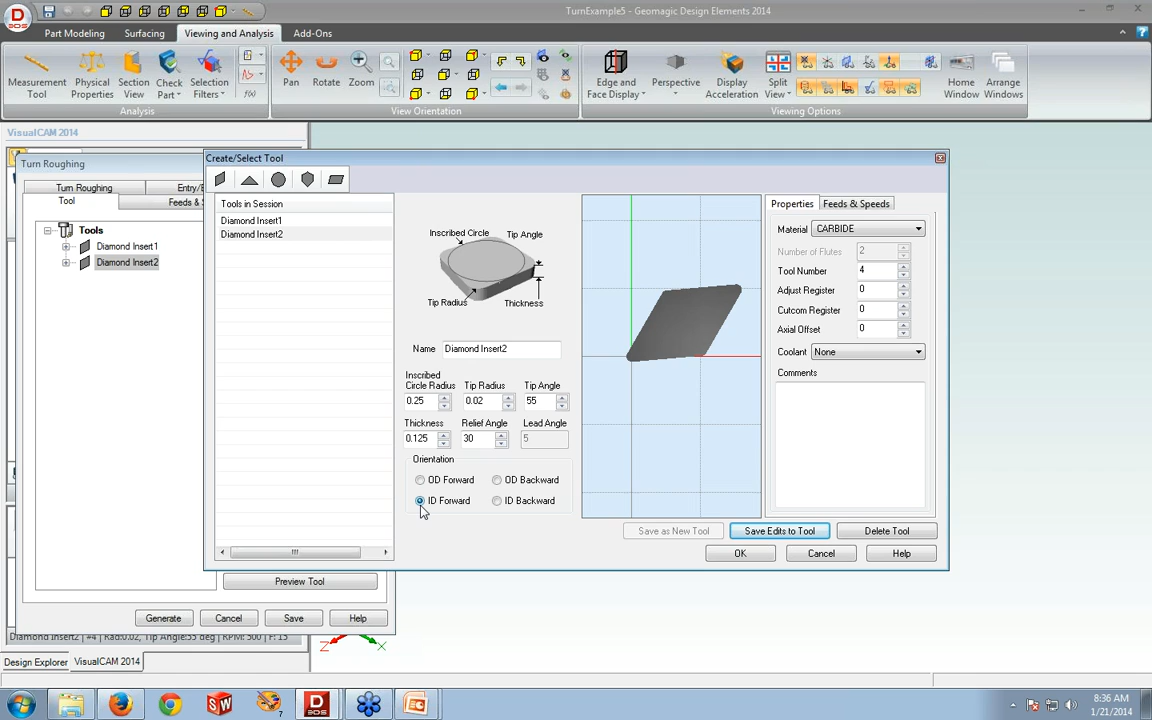 TurnExample5 - Geomagic Design Elements 2014
Part Modeling Surfacing Viewing and Analysis Add-Ons
Measurement Tool
Physical Properties
Section View
Check Part
Selection Filters
f(x)
Pan Rotate Zoom
Edge and Face Display
Perspective
Display Acceleration
Split View
Home Window
Arrange Windows
Analysis View Orientation Viewing Options
VisualCAM 2014
Turn Roughing
Turn Roughing
Tool Feeds & S
Tools
Diamond Insert1
Diamond Insert2
Preview Tool
Generate Cancel Save Help
Create/Select Tool
Tools in Session
Diamond Insert1
Diamond Insert2
Inscribed Circle Tip Angle
Tip Radius Thickness
Name Diamond Insert2
Inscribed Circle Radius Tip Radius Tip Angle
0.25 0.02 55
Thickness Relief Angle Lead Angle
0.125 30 5
Orientation
OD Forward OD Backward
ID Forward ID Backward
Properties Feeds & Speeds
Material CARBIDE
Number of Flutes 2
Tool Number 4
Adjust Register 0
Cutcom Register 0
Axial Offset 0
Coolant None
Comments
Save as New Tool Save Edits to Tool Delete Tool
OK Cancel Help
Z X
Design Explorer VisualCAM 2014
8:36 AM
1/21/2014